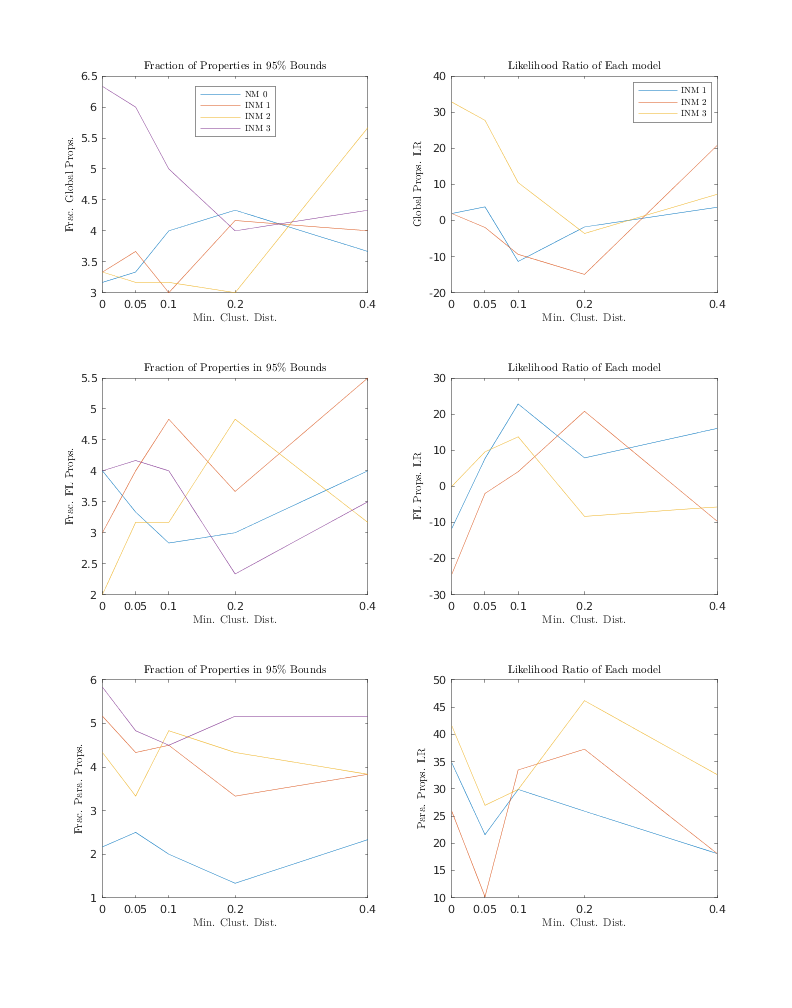 Fraction of Properties in 95% Bounds
Frac. Global Props.
6.5
6
5.5
5
4.5
4
3.5
3
NM 0
INM 1
INM 2
INM 3
0 0.05 0.1 0.2 0.4
Min. Clust. Dist.
Likelihood Ratio of Each model
Global Props. LR
40
30
20
10
0
-10
-20
INM 1
INM 2
INM 3
0 0.05 0.1 0.2 0.4
Min. Clust. Dist.
Fraction of Properties in 95% Bounds
Frac. FL Props.
5.5
5
4.5
4
3.5
3
2.5
2
0 0.05 0.1 0.2 0.4
Min. Clust. Dist.
Likelihood Ratio of Each model
FL Props. LR
30
20
10
0
-10
-20
-30
0 0.05 0.1 0.2 0.4
Min. Clust. Dist.
Fraction of Properties in 95% Bounds
Frac. Para. Props.
6
5
4
3
2
1
0 0.05 0.1 0.2 0.4
Min. Clust. Dist.
Likelihood Ratio of Each model
Para. Props. LR
50
45
40
35
30
25
20
15
10
0 0.05 0.1 0.2 0.4
Min. Clust. Dist.